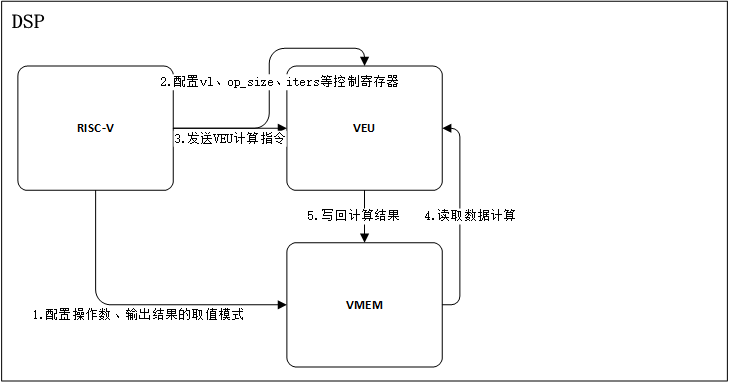 DSP
2.配置vl、op_size、iters等控制寄存器
RISC-V
VEU
3.发送VEU计算指令
5.写回计算结果
4.读取数据计算
1.配置操作数、输出结果的取值模式
VMEM